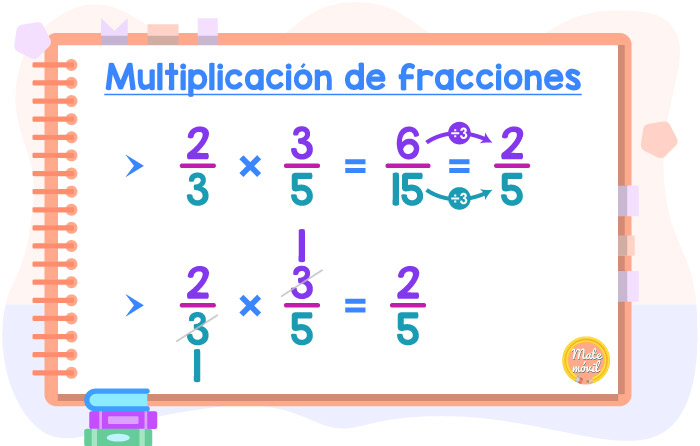 Multiplicación de fracciones
2/3 × 3/5 = 6/15 = 2/5
÷3
÷3
1
2/3 × 3/5 = 2/5
1
Mate
móvil